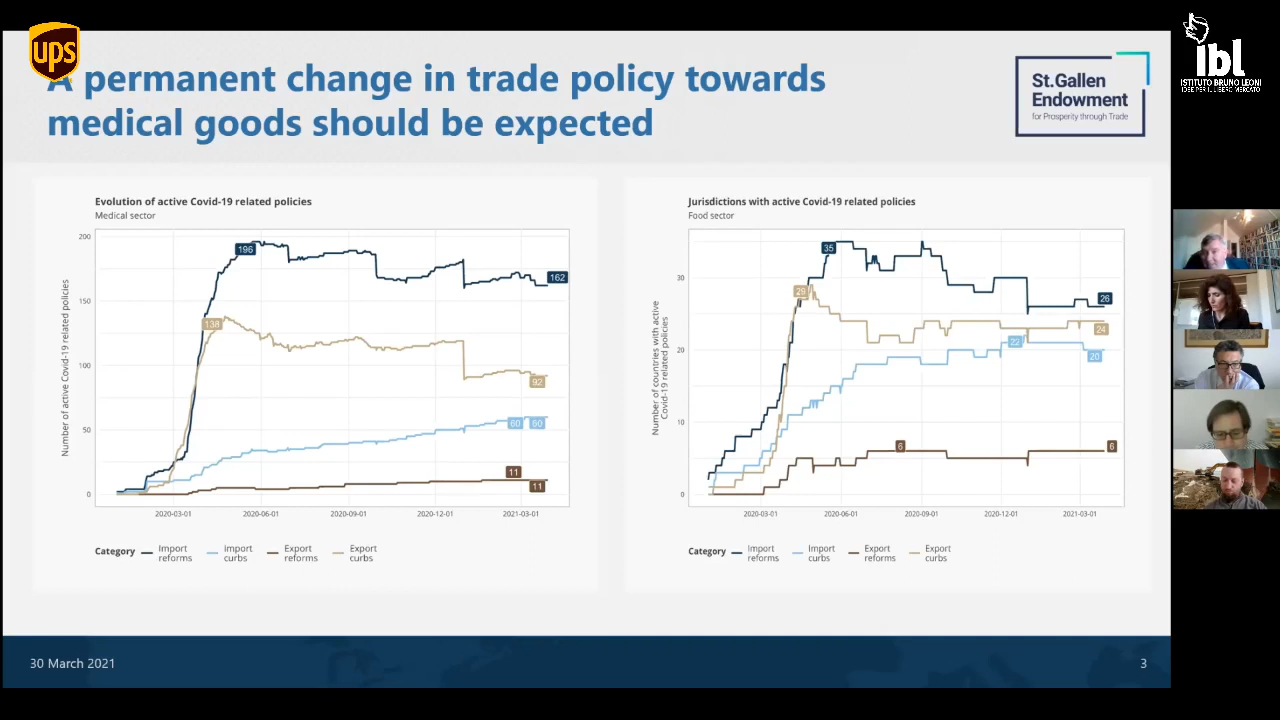 ups
A permanent change in trade policy towards
medical goods should be expected
St.Gallen
Endowment
for Prosperity through Trade
ibl
ISTITUTO BRUNO LEONI
IDEE PER IL LIBERO MERCATO
Evolution of active Covid-19 related policies
Medical sector
Number of active Covid-19 related policies
200
150
100
50
0
196
162
138
92
60
60
11
11
2020-03-01
2020-06-01
2020-09-01
2020-12-01
2021-03-01
Category
Import
reforms
Import
curbs
Export
reforms
Export
curbs
Jurisdictions with active Covid-19 related policies
Food sector
Number of countries with active
Covid-19 related policies
30
20
10
0
35
29
26
24
22
20
6
6
2020-03-01
2020-06-01
2020-09-01
2020-12-01
2021-03-01
Category
Import
reforms
Import
curbs
Export
reforms
Export
curbs
30 March 2021
3